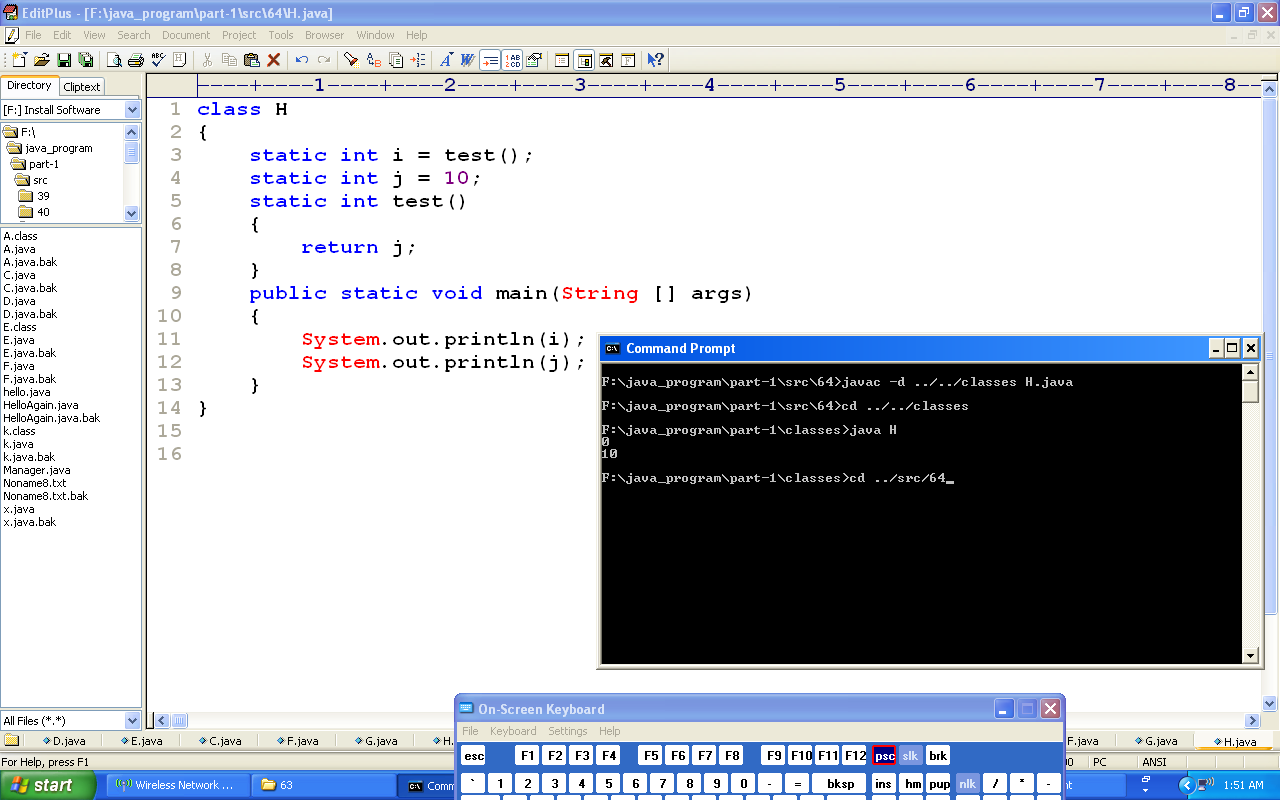 EditPlus - [F:\java_program\part-1\src\64\H.java]
File Edit View Search Document Project Tools Browser Window Help
Directory Cliptext
----+----1----+----2----+----3----+----4----+----5----+----6----+----7----+----8--
[F:] Install Software
F:\
java_program
part-1
src
39
40
A.class
A.java
A.java.bak
C.java
C.java.bak
D.java
D.java.bak
E.class
E.java
E.java.bak
F.java
F.java.bak
hello.java
HelloAgain.java
HelloAgain.java.bak
k.class
k.java
k.java.bak
Manager.java
Noname8.txt
Noname8.txt.bak
x.java
x.java.bak
All Files (*.*)
1 class H
2 {
3 static int i = test();
4 static int j = 10;
5 static int test()
6 {
7 return j;
8 }
9 public static void main(String [] args)
10 {
11 System.out.println(i);
12 System.out.println(j);
13 }
14 }
15
16
Command Prompt
F:\java_program\part-1\src\64>javac -d ../../classes H.java
F:\java_program\part-1\src\64>cd ../../classes
F:\java_program\part-1\classes>java H
0
10
F:\java_program\part-1\classes>cd ../src/64_
On-Screen Keyboard
File Keyboard Settings Help
esc F1 F2 F3 F4 F5 F6 F7 F8 F9 F10 F11 F12 psc slk brk
` 1 2 3 4 5 6 7 8 9 0 - = bksp ins hm pup nlk / * -
D.java E.java C.java F.java G.java H. F.java G.java H.java
For Help, press F1 00 PC ANSI
start Wireless Network ... 63 Comm nt 1:51 AM